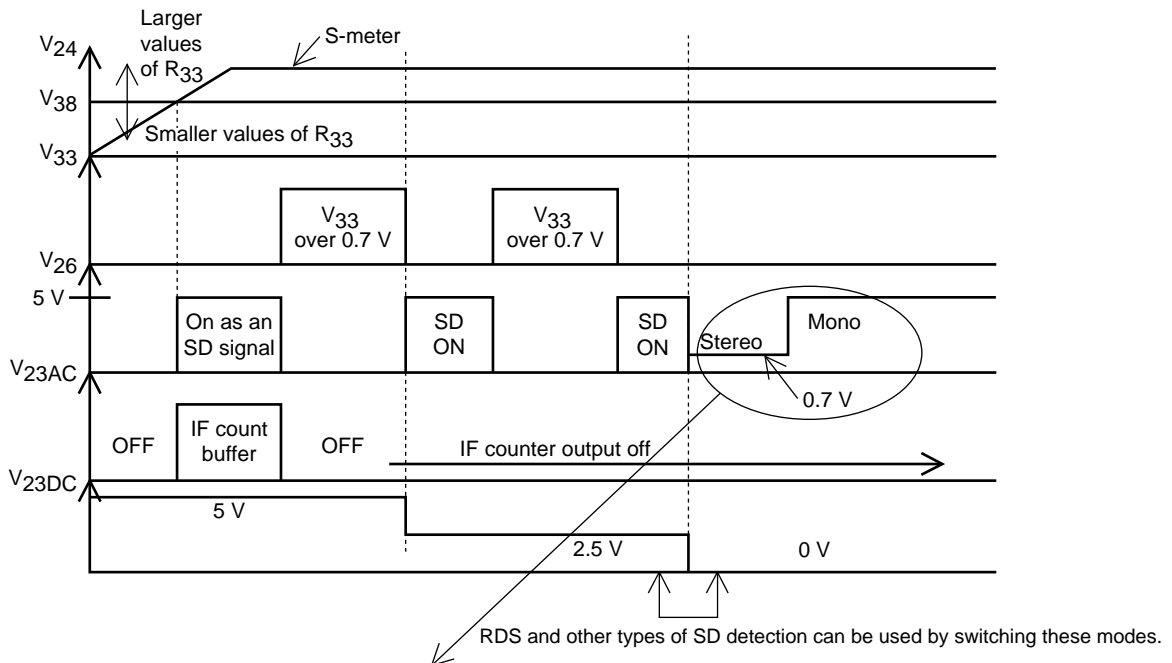 Larger
values
of R33
V24
S-meter
V38
Smaller values of R33
V33
V33
over 0.7 V
V33
over 0.7 V
V26
5 V
On as an
SD signal
SD
ON
SD
ON
Stereo
Mono
V23AC
0.7 V
OFF
IF count
buffer
OFF
IF counter output off
V23DC
5 V
2.5 V
0 V
RDS and other types of SD detection can be used by switching these modes.